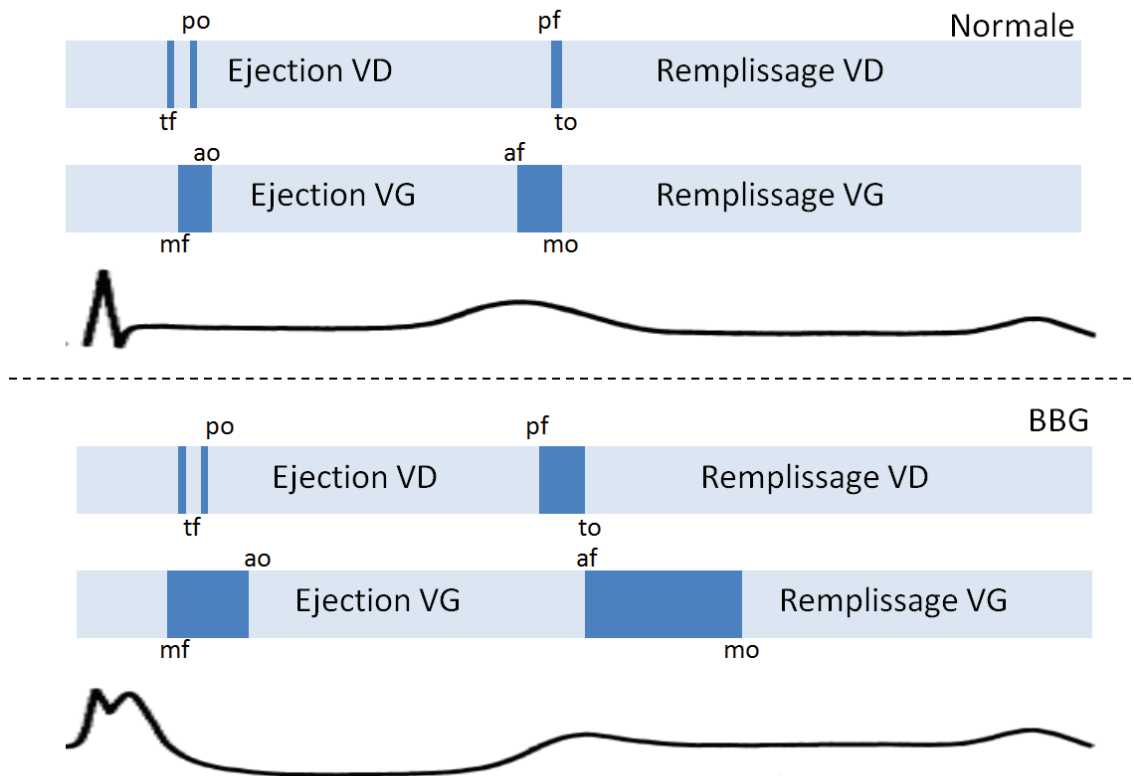 Normale
po
pf
Ejection VD
Remplissage VD
tf
to
ao
af
Ejection VG
Remplissage VG
mf
mo
BBG
po
pf
Ejection VD
Remplissage VD
tf
to
ao
af
Ejection VG
Remplissage VG
mf
mo